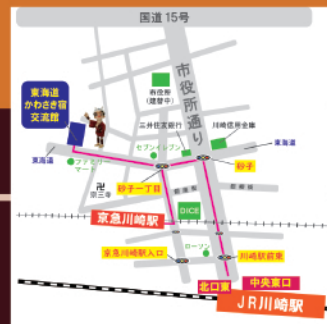 国道15号
東海道
かわさき宿
交流館
市役所
(建替中)
市役所通り
三井住友銀行
川崎信用金庫
セブンイレブン
東海道
東海道
ファミリー
マート
砂子
砂子一丁目
卍
宗三寺
京急川崎駅
DICE
京急川崎駅入口
ローソン
川崎駅前東
北口東
中央東口
JR川崎駅